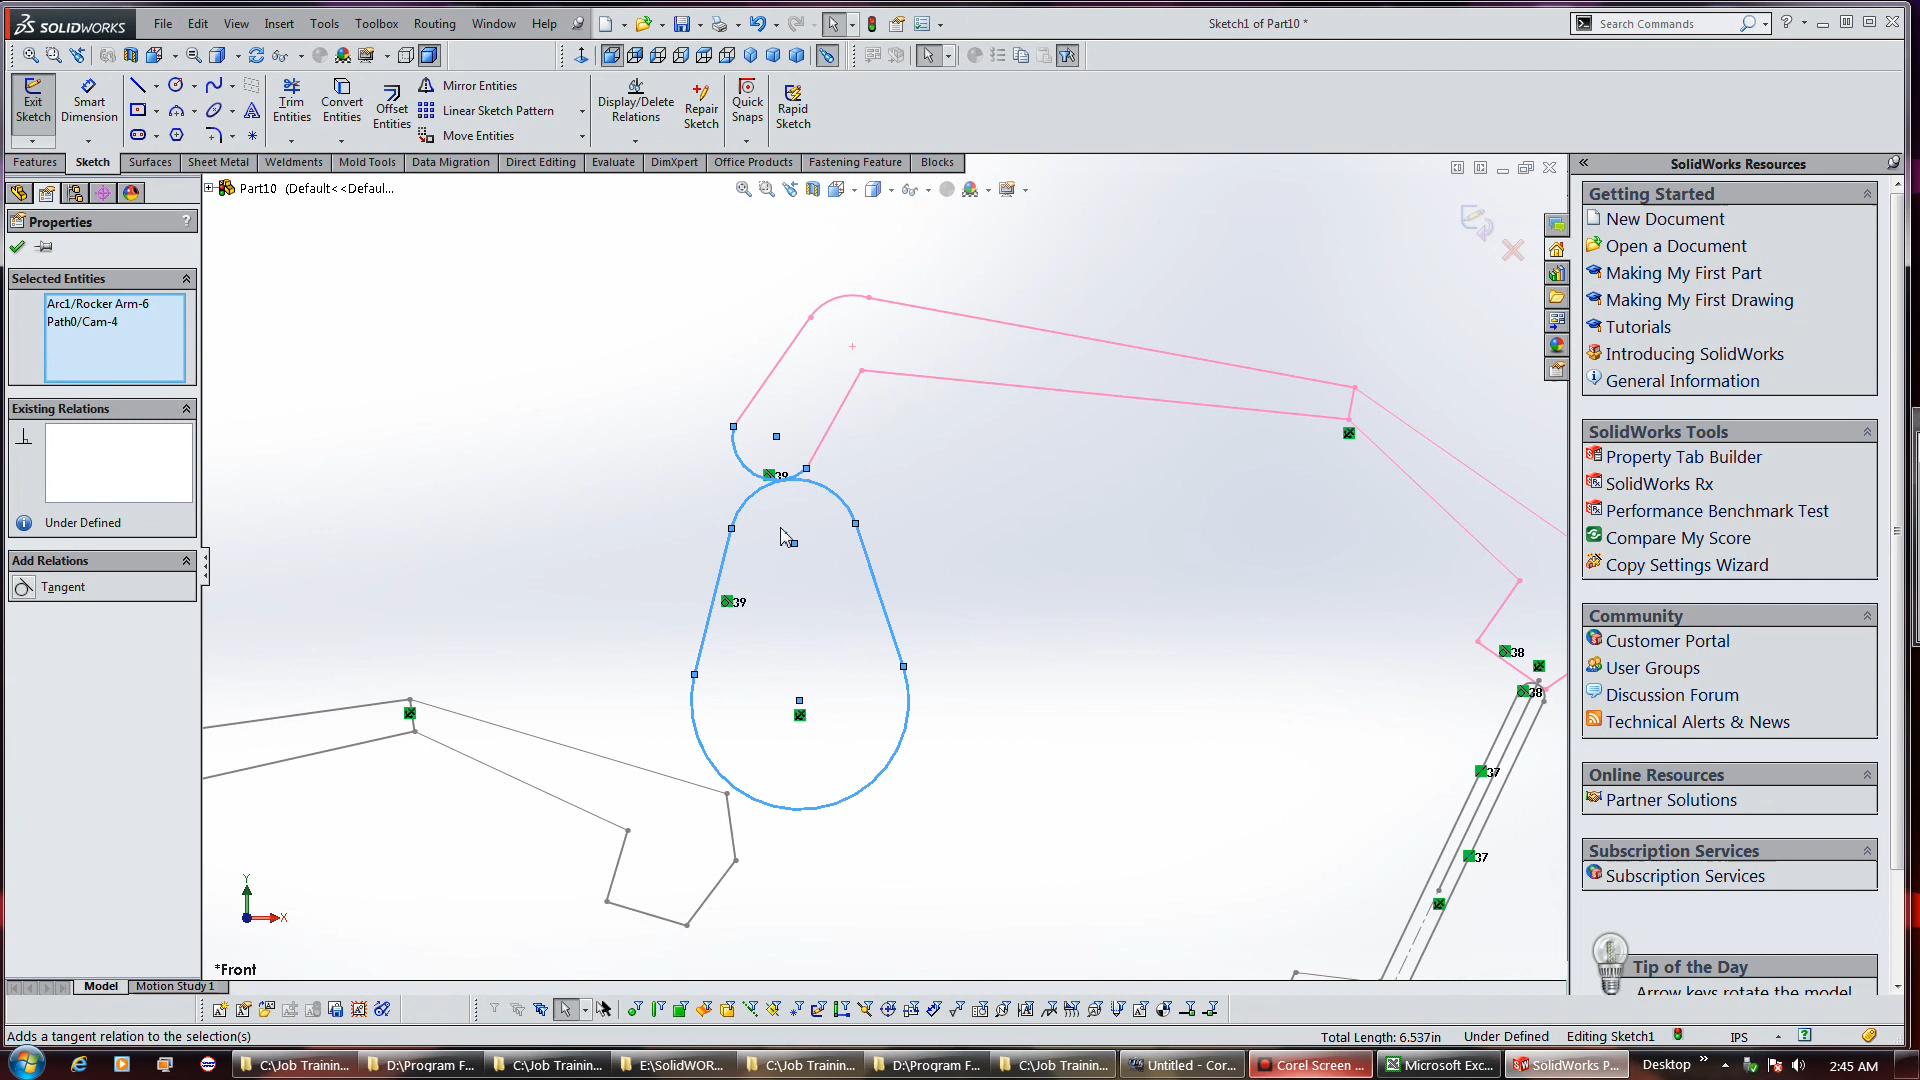 SOLIDWORKS File Edit View Insert Tools Toolbox Routing Window Help Sketch1 of Part10 * Search Commands
Exit Sketch
Smart Dimension
Trim Entities
Convert Entities
Offset Entities
Mirror Entities
Linear Sketch Pattern
Move Entities
Display/Delete Relations
Repair Sketch
Quick Snaps
Rapid Sketch
Features Sketch Surfaces Sheet Metal Weldments Mold Tools Data Migration Direct Editing Evaluate DimXpert Office Products Fastening Feature Blocks
Part10 (Default<<Defaul...
Properties ?
Selected Entities
Arc1/Rocker Arm-6
Path0/Cam-4
Existing Relations
Under Defined
Add Relations
Tangent
39
39
38
38
37
37
Y
X
*Front
SolidWorks Resources
Getting Started
New Document
Open a Document
Making My First Part
Making My First Drawing
Tutorials
Introducing SolidWorks
General Information
SolidWorks Tools
Property Tab Builder
SolidWorks Rx
Performance Benchmark Test
Compare My Score
Copy Settings Wizard
Community
Customer Portal
User Groups
Discussion Forum
Technical Alerts & News
Online Resources
Partner Solutions
Subscription Services
Subscription Services
Tip of the Day
Arrow keys rotate the model
Model Motion Study 1
Adds a tangent relation to the selection(s) Total Length: 6.537in Under Defined Editing Sketch1 IPS
C:\Job Trainin... D:\Program F... C:\Job Trainin... E:\SolidWOR... C:\Job Trainin... D:\Program F... C:\Job Trainin... Untitled - Cor... Corel Screen ... Microsoft Exc... SolidWorks P... Desktop 2:45 AM